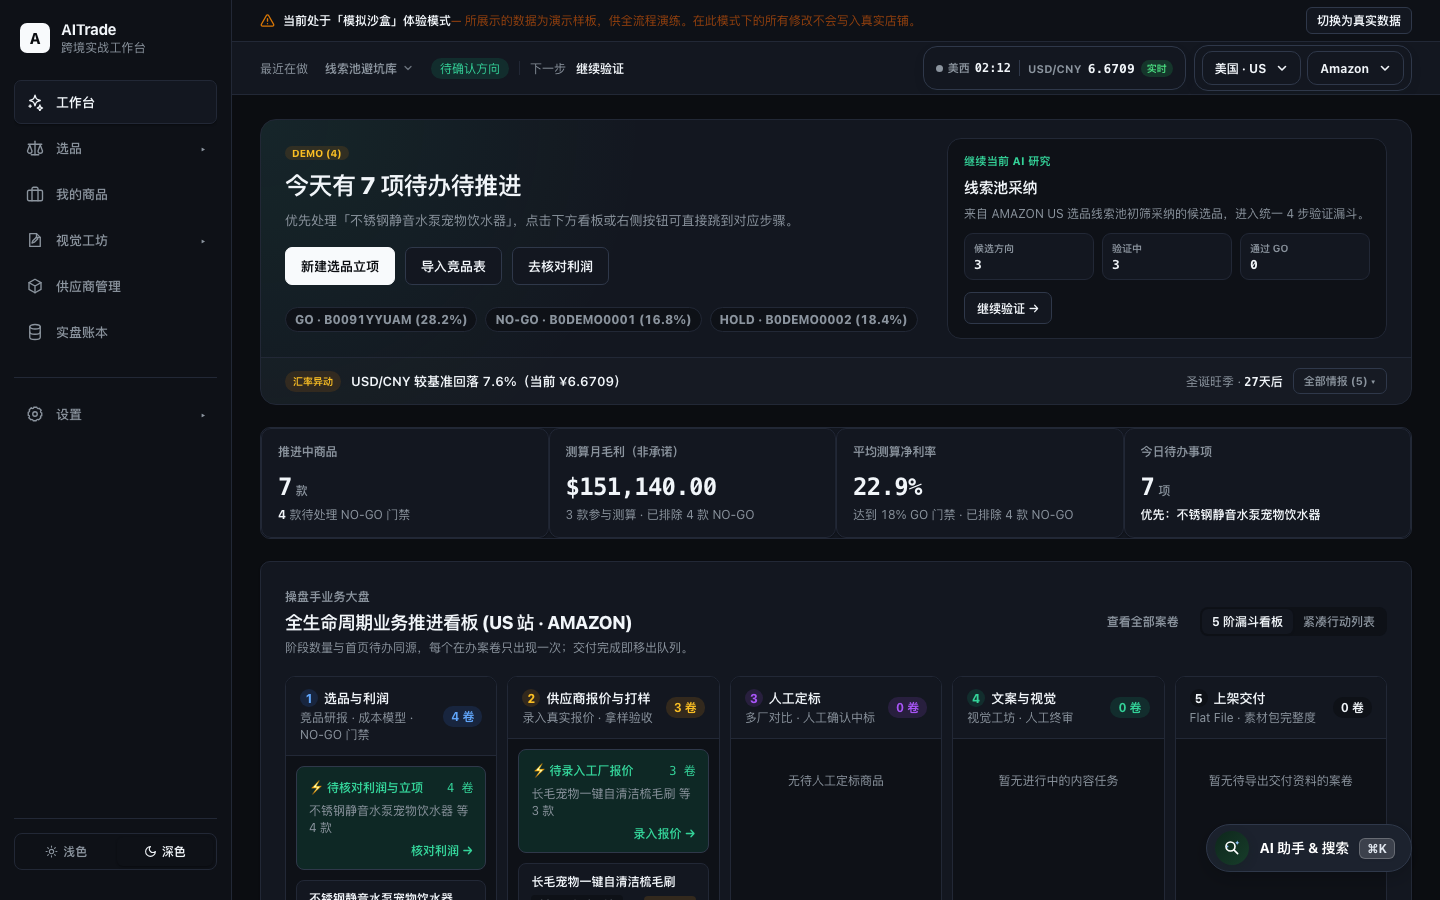 A
AITrade
跨境实战工作台
工作台
选品
我的商品
视觉工坊
供应商管理
实盘账本
设置
浅色
深色
当前处于「模拟沙盒」体验模式 — 所展示的数据为演示样板，供全流程演练。在此模式下的所有修改不会写入真实店铺。
切换为真实数据
最近在做 线索池避坑库 待确认方向 下一步 继续验证
美西 02:12 USD/CNY 6.6709 实时
美国 · US
Amazon
DEMO (4)
今天有 7 项待办待推进
优先处理「不锈钢静音水泵宠物饮水器」，点击下方看板或右侧按钮可直接跳到对应步骤。
新建选品立项 导入竞品表 去核对利润
GO · B0091YYUAM (28.2%) NO-GO · B0DEMO0001 (16.8%) HOLD · B0DEMO0002 (18.4%)
继续当前 AI 研究
线索池采纳
来自 AMAZON US 选品线索池初筛采纳的候选品，进入统一 4 步验证漏斗。
候选方向 验证中 通过 GO
3 3 0
继续验证 →
汇率异动 USD/CNY 较基准回落 7.6%（当前 ¥6.6709）
圣诞旺季 · 27天后 全部情报 (5)
推进中商品
7 款
4 款待处理 NO-GO 门禁
测算月毛利（非承诺）
$151,140.00
3 款参与测算 · 已排除 4 款 NO-GO
平均测算净利率
22.9%
达到 18% GO 门禁 · 已排除 4 款 NO-GO
今日待办事项
7 项
优先：不锈钢静音水泵宠物饮水器
操盘手业务大盘
全生命周期业务推进看板 (US 站 · AMAZON)
阶段数量与首页待办同源，每个在办案卷只出现一次；交付完成即移出队列。
查看全部案卷 5 阶漏斗看板 紧凑行动列表
1 选品与利润
竞品研报 · 成本模型 ·
NO-GO 门禁
4 卷
⚡ 待核对利润与立项 4 卷
不锈钢静音水泵宠物饮水器 等
4 款
核对利润 →
不锈钢静音水泵宠物饮水器
2 供应商报价与打样
录入真实报价 · 拿样验收
3 卷
⚡ 待录入工厂报价 3 卷
长毛宠物一键自清洁梳毛刷 等
3 款
录入报价 →
长毛宠物一键自清洁梳毛刷
3 人工定标
多厂对比 · 人工确认中标
0 卷
无待人工定标商品
4 文案与视觉
视觉工坊 · 人工终审
0 卷
暂无进行中的内容任务
5 上架交付
Flat File · 素材包完整度
0 卷
暂无待导出交付资料的案卷
AI 助手 & 搜索 ⌘K